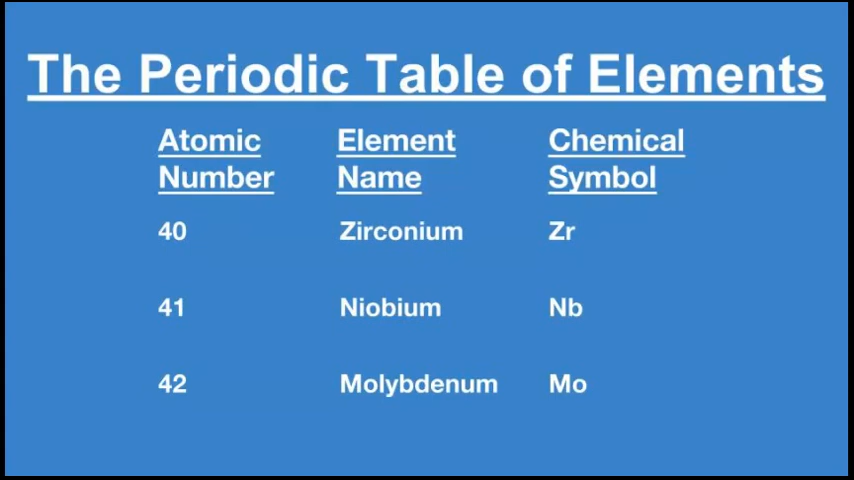 The Periodic Table of Elements
Atomic Number Element Name Chemical Symbol
40 Zirconium Zr
41 Niobium Nb
42 Molybdenum Mo